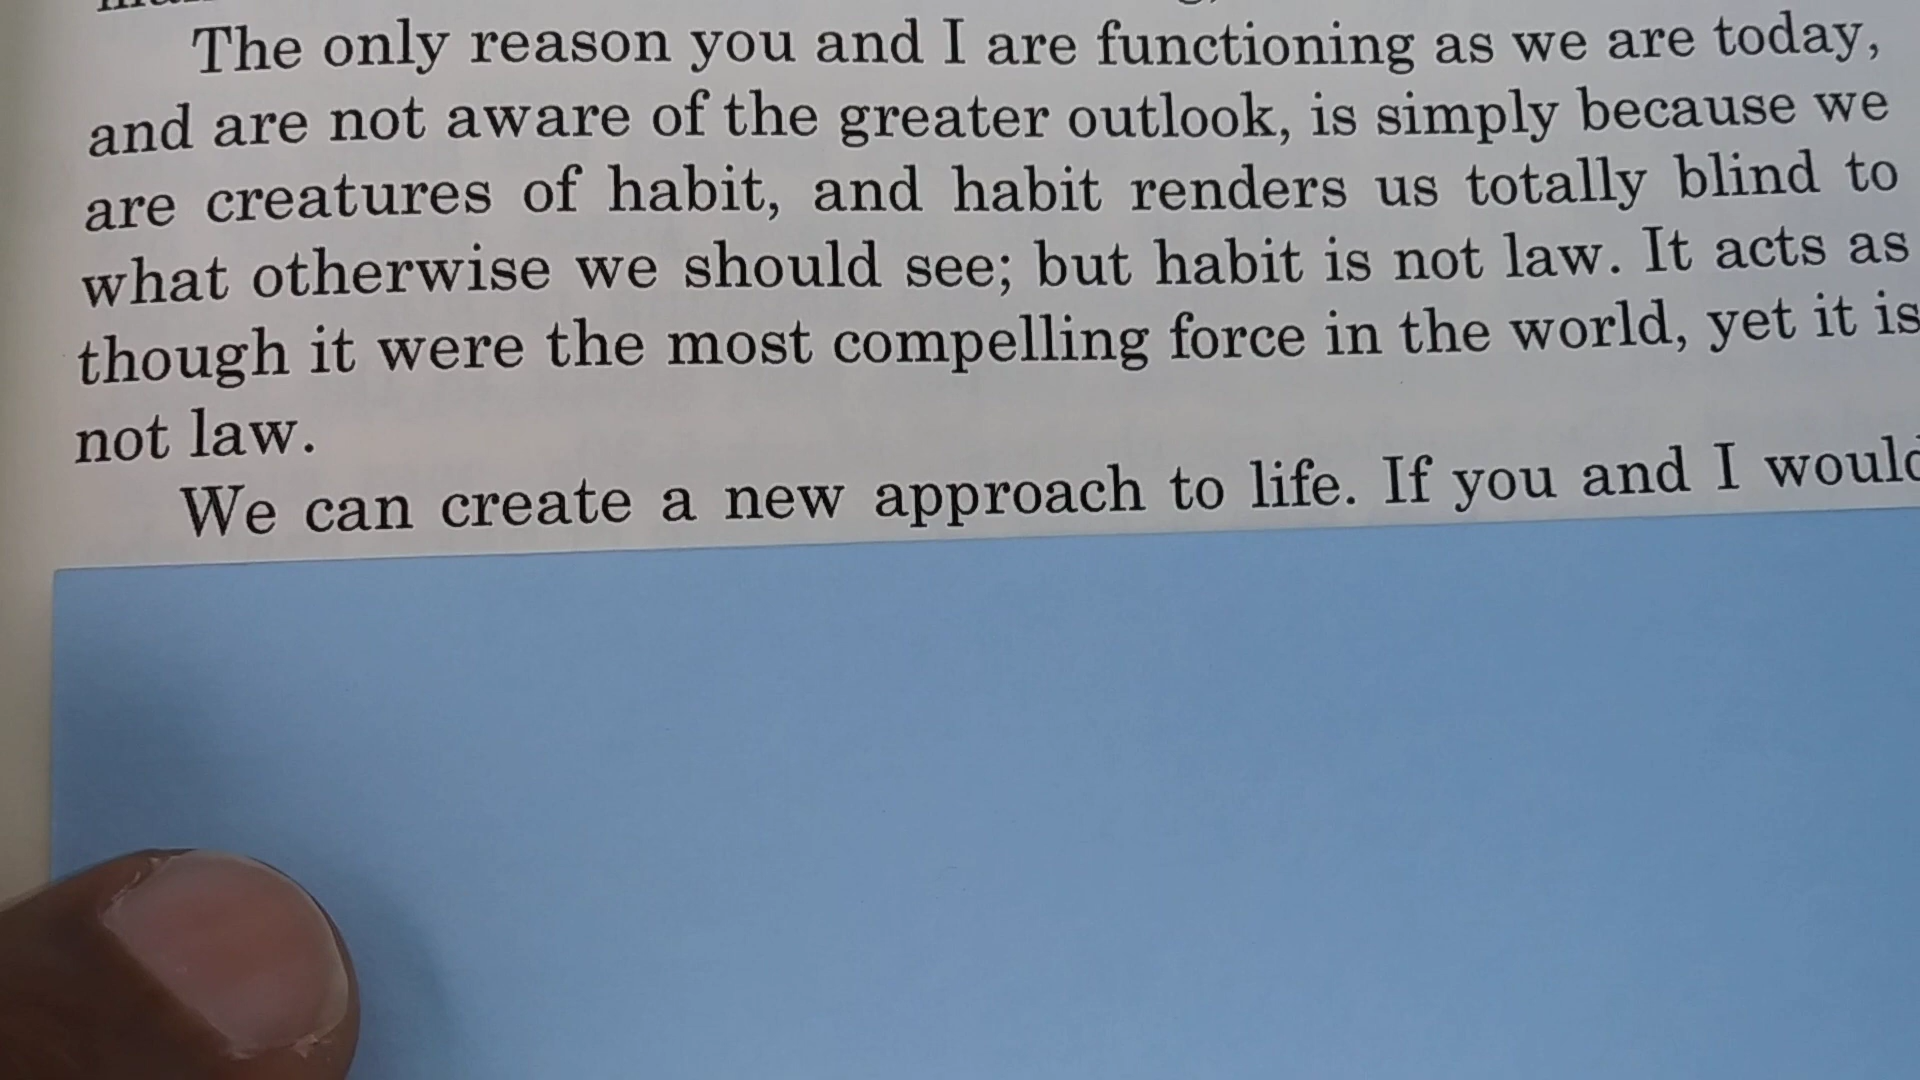 The only reason you and I are functioning as we are today,
and are not aware of the greater outlook, is simply because we
are creatures of habit, and habit renders us totally blind to
what otherwise we should see; but habit is not law. It acts as
though it were the most compelling force in the world, yet it is
not law.
We can create a new approach to life. If you and I would